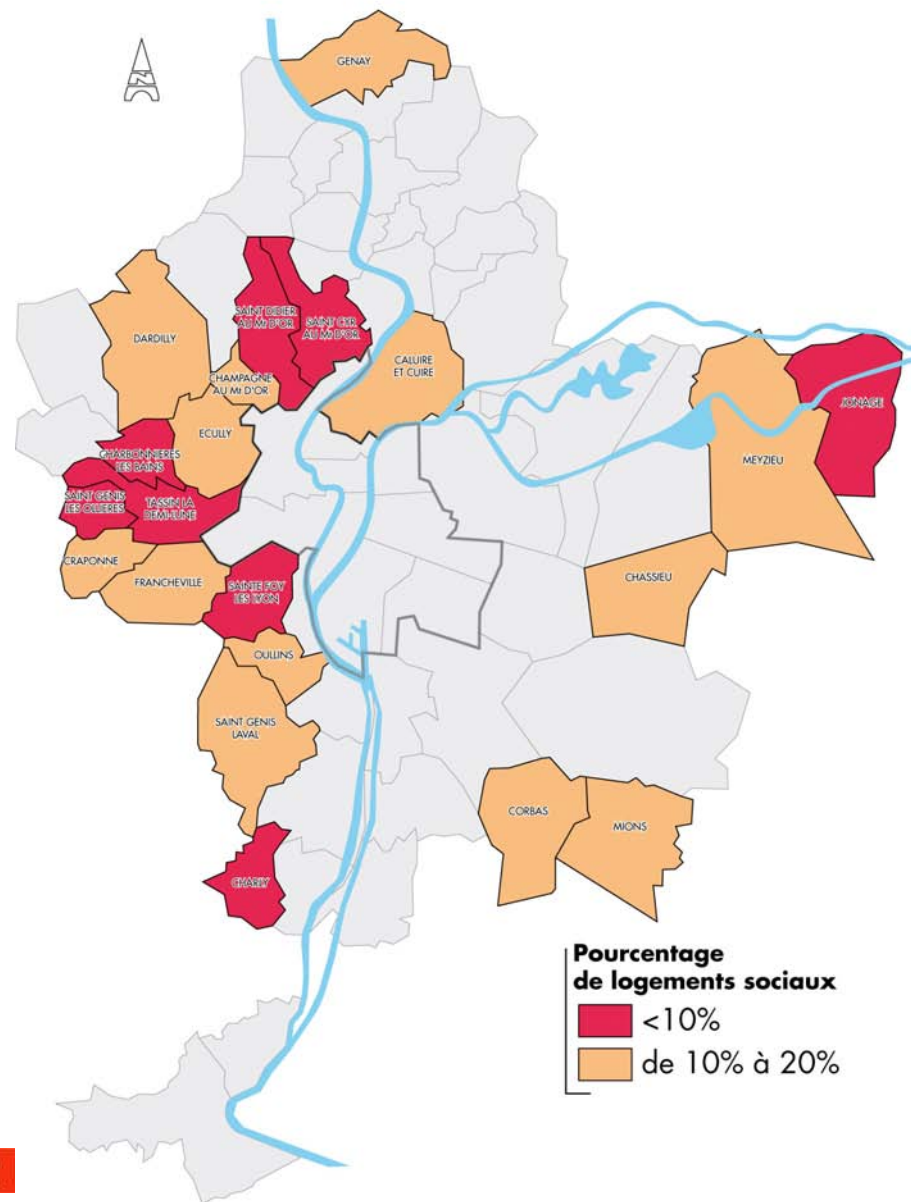 N
GENAY
SAINT DIDIER
AU Mt D'OR
SAINT CYR
AU Mt D'OR
DARDILLY
CHAMPAGNE
AU Mt D'OR
CALUIRE
ET CUIRE
ECULLY
JONAGE
CHARBONNIERES
LES BAINS
MEYZIEU
SAINT GENIS
LES OLLIERES
TASSIN LA
DEMI-LUNE
CRAPONNE
FRANCHEVILLE
SAINTE FOY
LES LYON
CHASSIEU
OULLINS
SAINT GENIS
LAVAL
CORBAS
MIONS
CHARLY
Pourcentage
de logements sociaux
<10%
de 10% à 20%